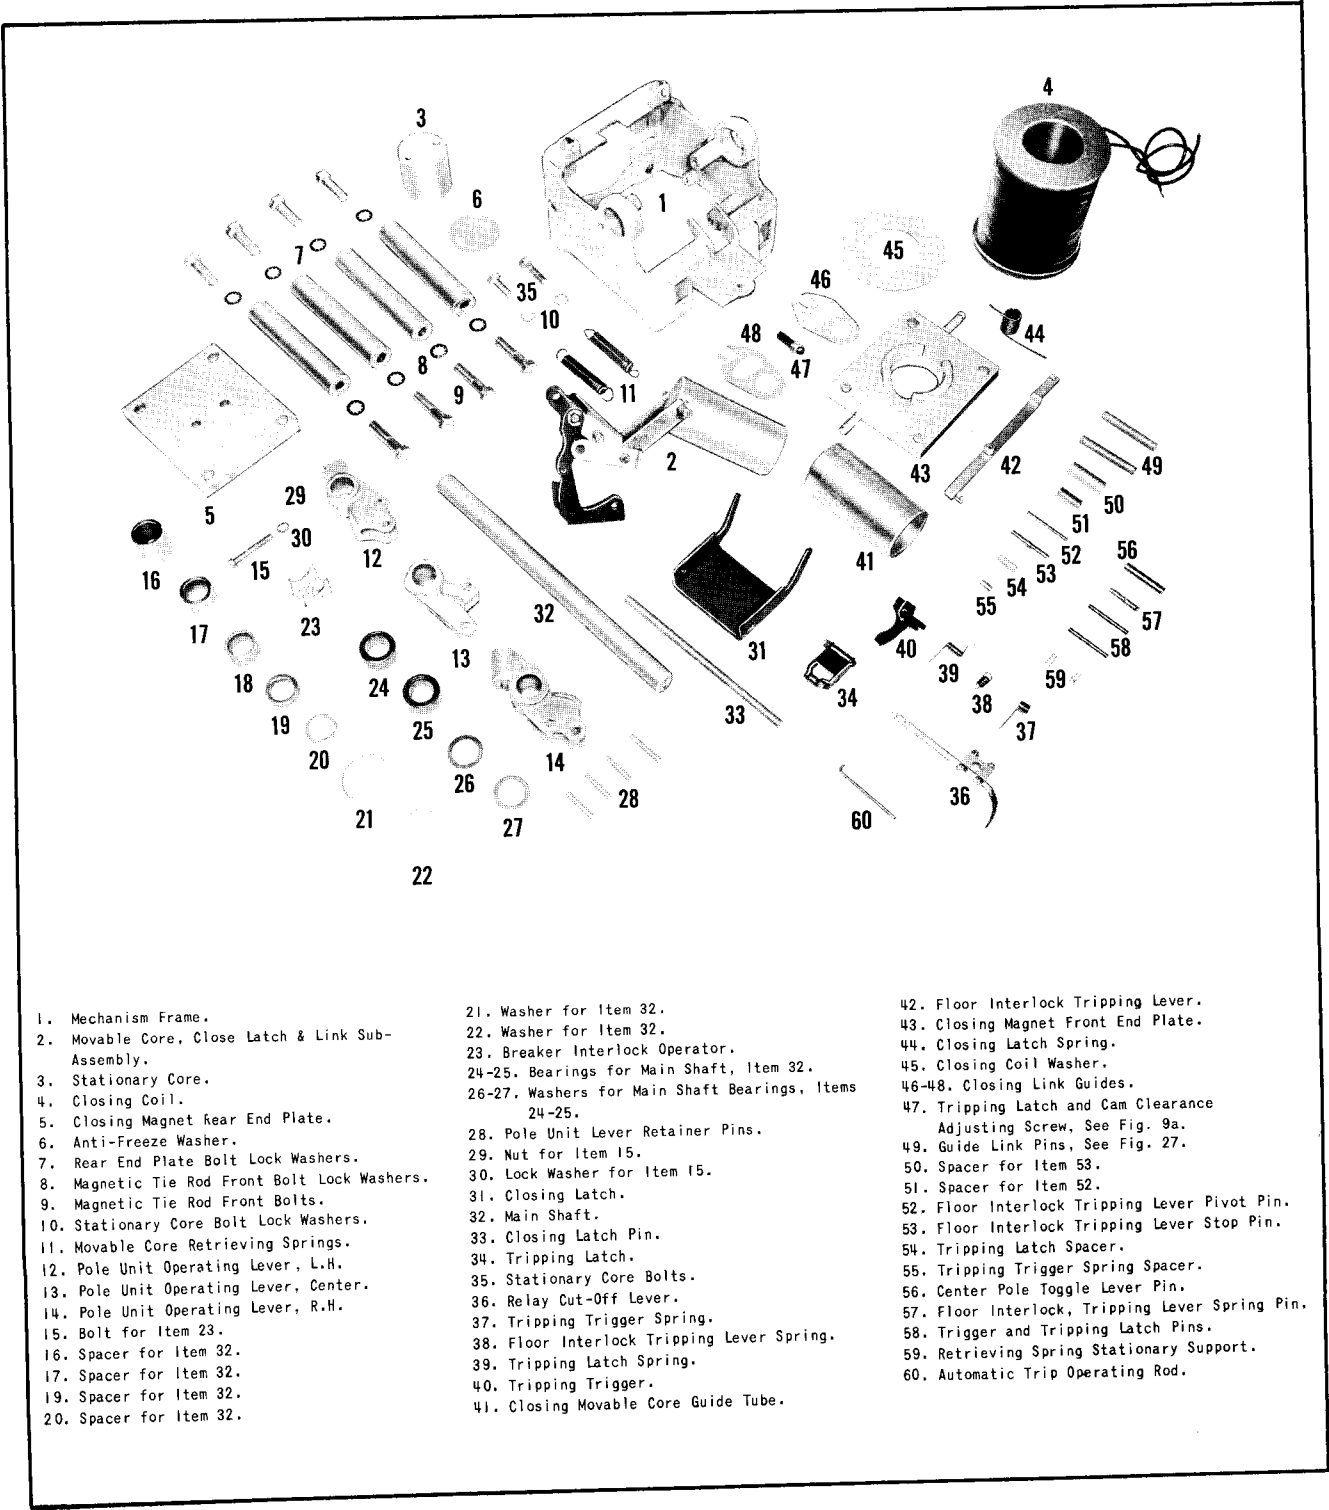 4
3
6
1
7
45
35
46
10
44
48
8
47
9
11
2
43
42
49
29
5
50
30
12
51
16
15
41
52
56
53
54
17
23
32
55
57
31
40
58
18
24
13
39
59
34
38
19
25
33
37
20
14
26
36
28
21
27
60
22
1. Mechanism Frame.
2. Movable Core, Close Latch & Link Sub-
Assembly.
3. Stationary Core.
4. Closing Coil.
5. Closing Magnet Rear End Plate.
6. Anti-Freeze Washer.
7. Rear End Plate Bolt Lock Washers.
8. Magnetic Tie Rod Front Bolt Lock Washers.
9. Magnetic Tie Rod Front Bolts.
10. Stationary Core Bolt Lock Washers.
11. Movable Core Retrieving Springs.
12. Pole Unit Operating Lever, L.H.
13. Pole Unit Operating Lever, Center.
14. Pole Unit Operating Lever, R.H.
15. Bolt for Item 23.
16. Spacer for Item 32.
17. Spacer for Item 32.
19. Spacer for Item 32.
20. Spacer for Item 32.
21. Washer for Item 32.
22. Washer for Item 32.
23. Breaker Interlock Operator.
24-25. Bearings for Main Shaft, Item 32.
26-27. Washers for Main Shaft Bearings, Items
24-25.
28. Pole Unit Lever Retainer Pins.
29. Nut for Item 15.
30. Lock Washer for Item 15.
31. Closing Latch.
32. Main Shaft.
33. Closing Latch Pin.
34. Tripping Latch.
35. Stationary Core Bolts.
36. Relay Cut-Off Lever.
37. Tripping Trigger Spring.
38. Floor Interlock Tripping Lever Spring.
39. Tripping Latch Spring.
40. Tripping Trigger.
41. Closing Movable Core Guide Tube.
42. Floor Interlock Tripping Lever.
43. Closing Magnet Front End Plate.
44. Closing Latch Spring.
45. Closing Coil Washer.
46-48. Closing Link Guides.
47. Tripping Latch and Cam Clearance
Adjusting Screw, See Fig. 9a.
49. Guide Link Pins, See Fig. 27.
50. Spacer for Item 53.
51. Spacer for Item 52.
52. Floor Interlock Tripping Lever Pivot Pin.
53. Floor Interlock Tripping Lever Stop Pin.
54. Tripping Latch Spacer.
55. Tripping Trigger Spring Spacer.
56. Center Pole Toggle Lever Pin.
57. Floor Interlock, Tripping Lever Spring Pin.
58. Trigger and Tripping Latch Pins.
59. Retrieving Spring Stationary Support.
60. Automatic Trip Operating Rod.